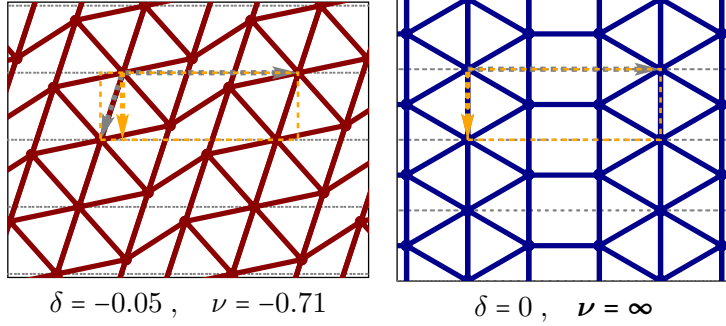 δ = −0.05 ,   ν = −0.71
δ = 0 ,   ν = ∞